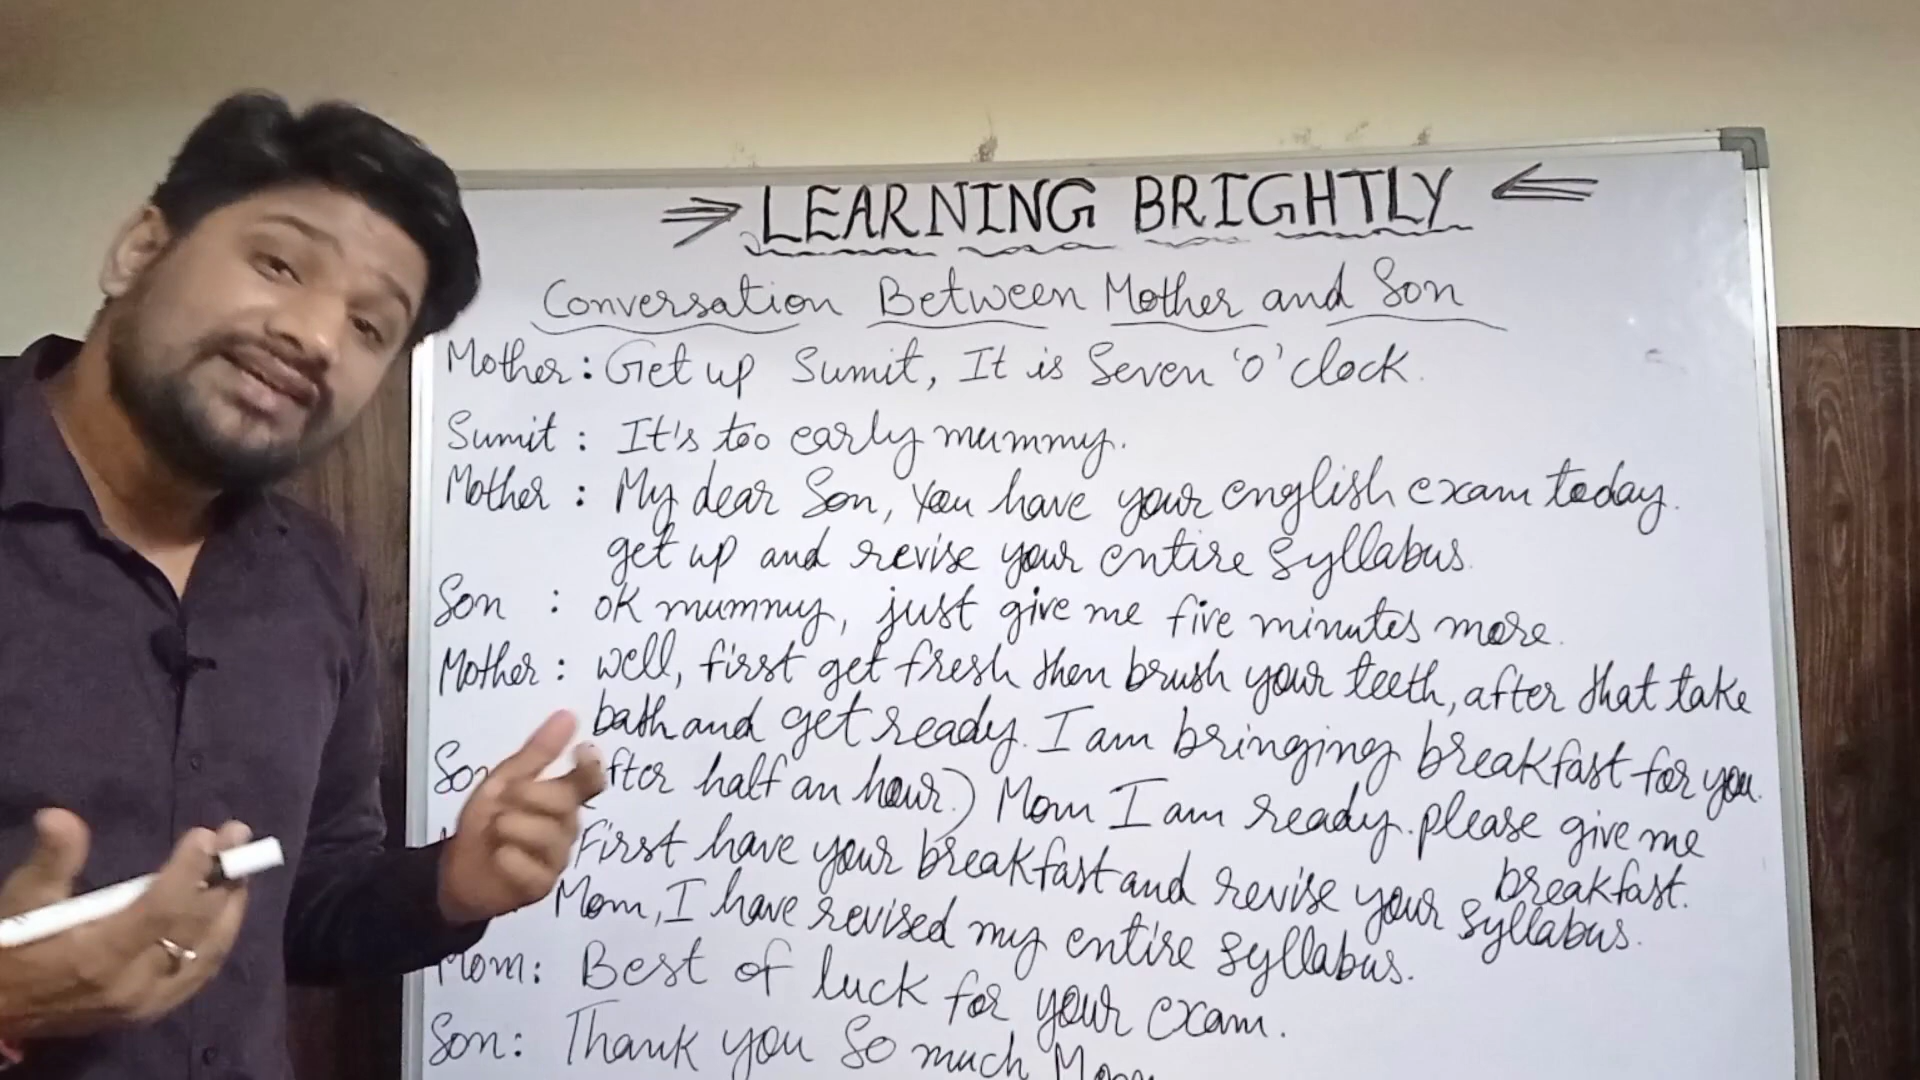 ⇒ LEARNING BRIGHTLY ⇐
Conversation Between Mother and Son
Mother : Get up Sumit, It is Seven 'o' clock.
Sumit : It's too early mummy.
Mother : My dear Son, You have your english exam today.
get up and revise your entire syllabus.
Son : ok mummy, just give me five minutes more.
Mother : well, first get fresh then brush your teeth, after that take
bath and get ready. I am bringing breakfast for you.
half an hour.) Mom I am ready. please give me
breakfast.
First have your breakfast and revise your syllabus.
Mom, I have revised my entire syllabus.
Mom: Best of luck for your exam.
Son: Thank you So much